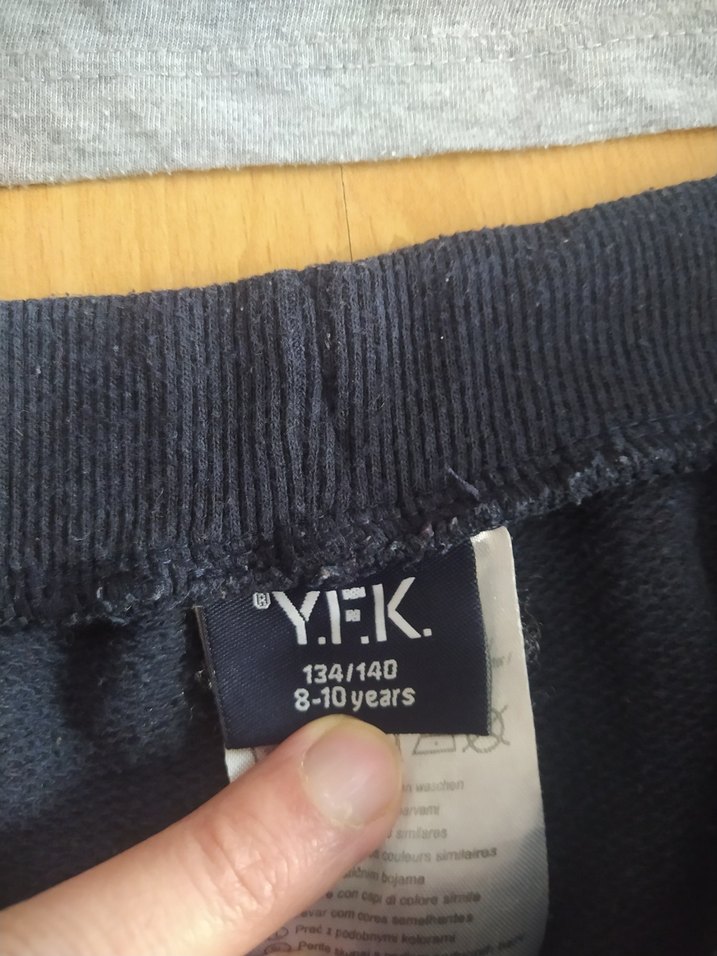 ® Y.F.K.
134/140
8-10 years
waschen
similares
couleurs similaires
bojama
con capi di colore simile
com cores semelhantes
Prać z podobnymi kolorami